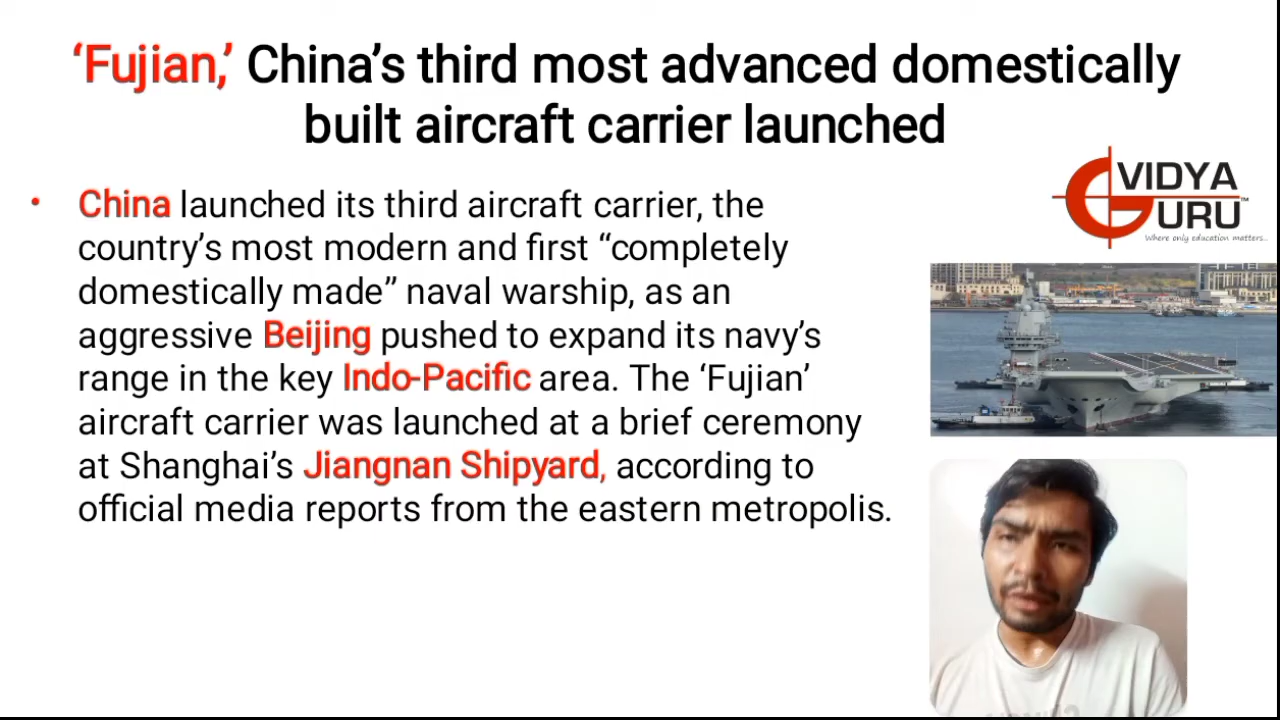 ‘Fujian,’ China’s third most advanced domestically
built aircraft carrier launched
VIDYA
GURU™
Where only education matters...
• China launched its third aircraft carrier, the
country’s most modern and first “completely
domestically made” naval warship, as an
aggressive Beijing pushed to expand its navy’s
range in the key Indo-Pacific area. The ‘Fujian’
aircraft carrier was launched at a brief ceremony
at Shanghai’s Jiangnan Shipyard, according to
official media reports from the eastern metropolis.